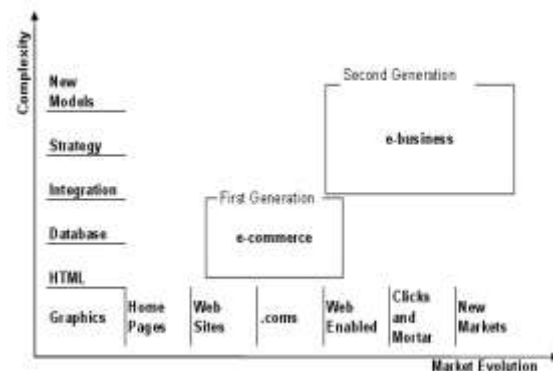 Complexity
New
Models
Strategy
Integration
Database
HTML
Graphics
Second Generation
e-business
First Generation
e-commerce
Home
Pages
Web
Sites
.coms
Web
Enabled
Clicks
and
Mortar
New
Markets
Market Evolution